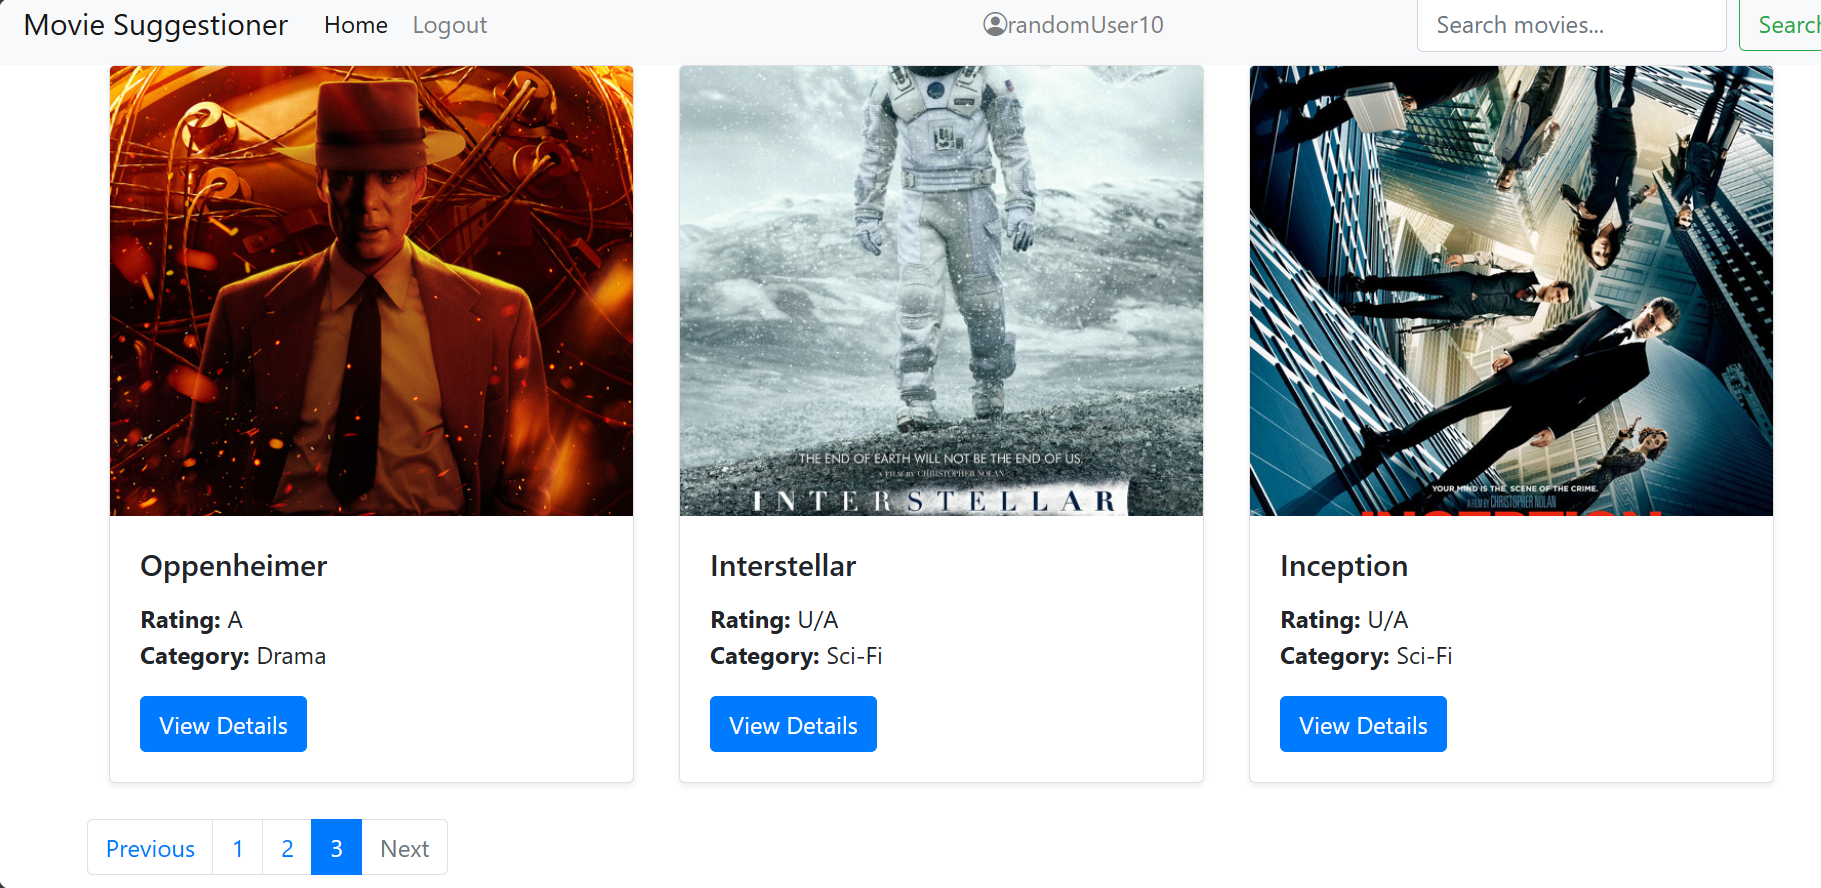 Movie Suggestioner Home Logout randomUser10 Search movies... Search
THE END OF EARTH WILL NOT BE THE END OF US.
A FILM BY CHRISTOPHER NOLAN
INTERSTELLAR
YOUR MIND IS THE SCENE OF THE CRIME.
A FILM BY CHRISTOPHER NOLAN
INCEPTION
Oppenheimer
Rating: A
Category: Drama
View Details
Interstellar
Rating: U/A
Category: Sci-Fi
View Details
Inception
Rating: U/A
Category: Sci-Fi
View Details
Previous 1 2 3 Next